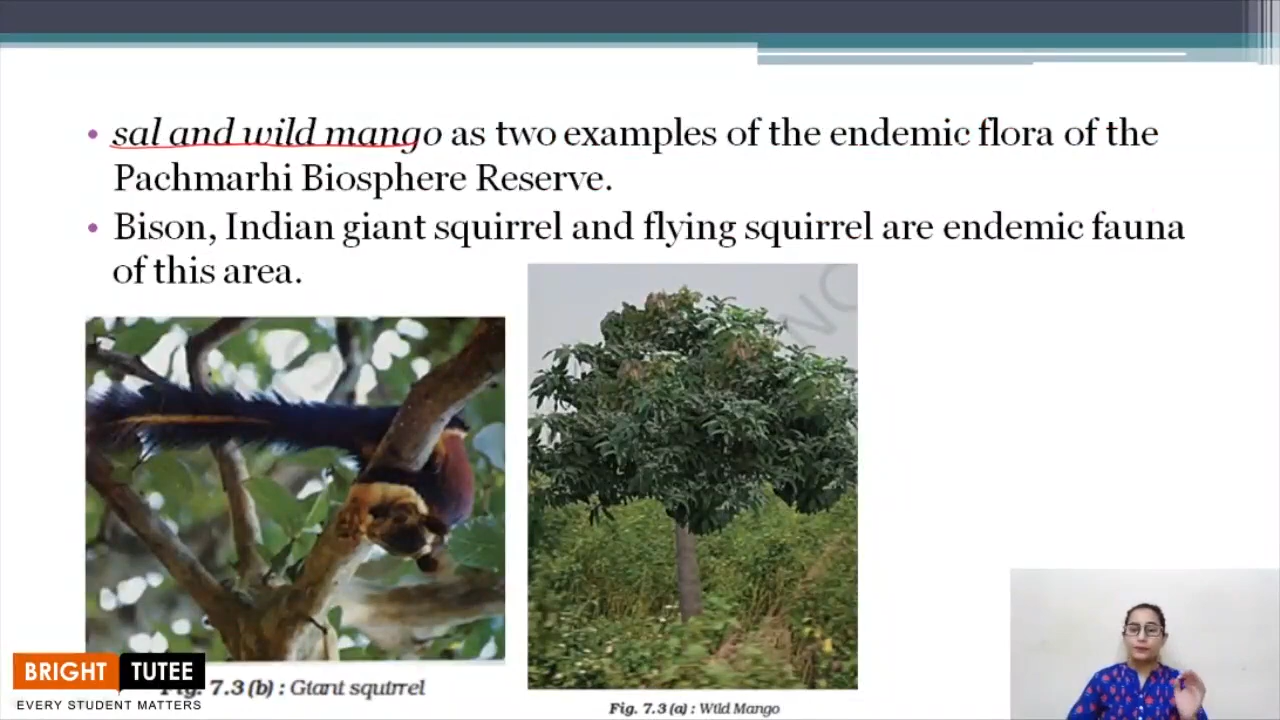 • sal and wild mango as two examples of the endemic flora of the
Pachmarhi Biosphere Reserve.
• Bison, Indian giant squirrel and flying squirrel are endemic fauna
of this area.
Fig. 7.3 (b) : Giant squirrel
Fig. 7.3 (a) : Wild Mango
BRIGHT TUTEE
EVERY STUDENT MATTERS